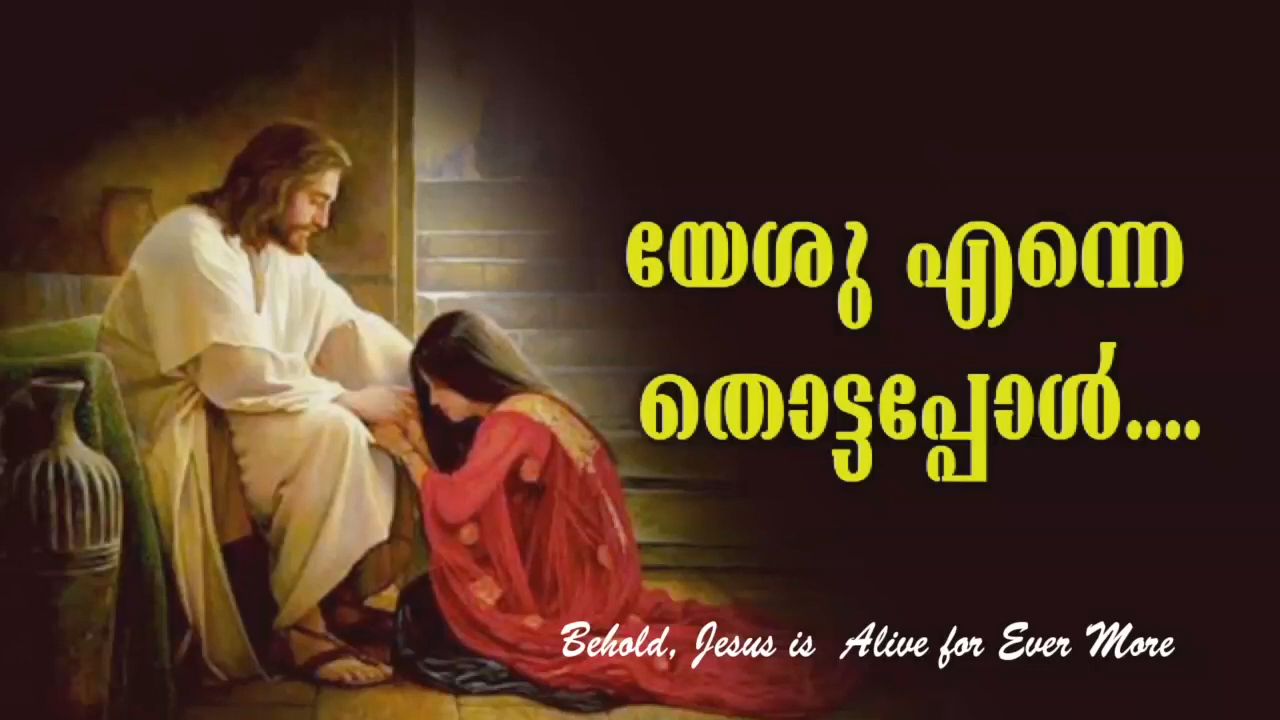 യേശു എന്നെ
തൊട്ടപ്പോൾ....
Behold, Jesus is Alive for Ever More